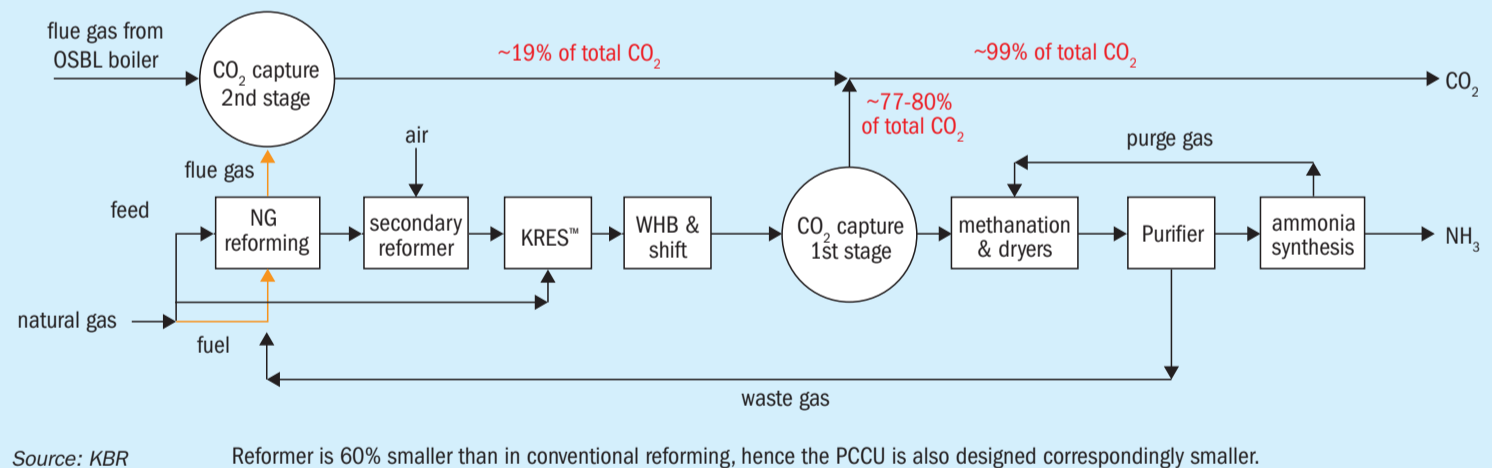 flue gas from
OSBL boiler
CO₂ capture
2nd stage
~19% of total CO₂
~99% of total CO₂
CO₂
~77-80%
of total CO₂
air
purge gas
flue gas
feed
NG
reforming
secondary
reformer
KRES™
WHB &
shift
CO₂ capture
1st stage
methanation
& dryers
Purifier
ammonia
synthesis
NH₃
natural gas
fuel
waste gas
Source: KBR
Reformer is 60% smaller than in conventional reforming, hence the PCCU is also designed correspondingly smaller.